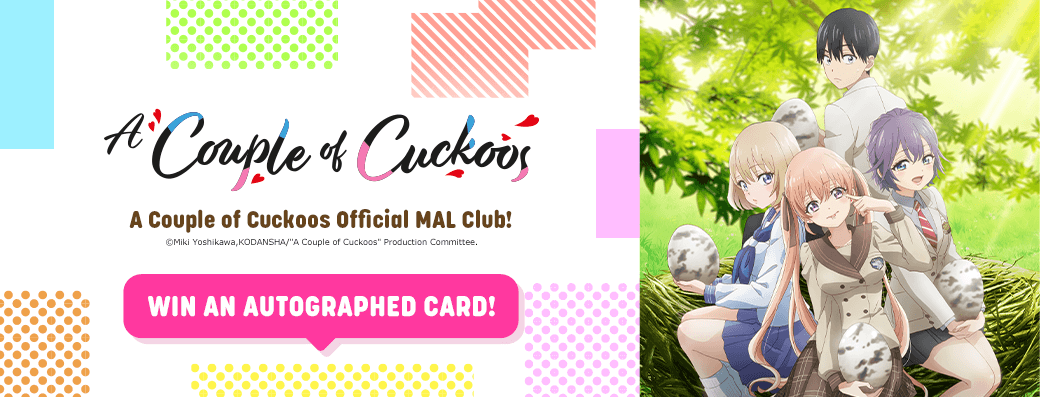 A Couple of Cuckoos
A Couple of Cuckoos Official MAL Club!
©Miki Yoshikawa,KODANSHA/"A Couple of Cuckoos" Production Committee.
WIN AN AUTOGRAPHED CARD!